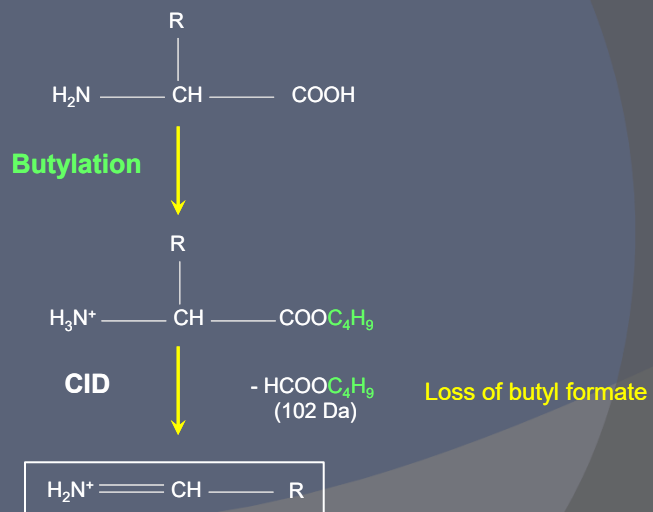 R
H₂N CH COOH
Butylation
R
H₃N⁺ CH COOC₄H₉
CID - HCOOC₄H₉ Loss of butyl formate
(102 Da)
H₂N⁺ CH R